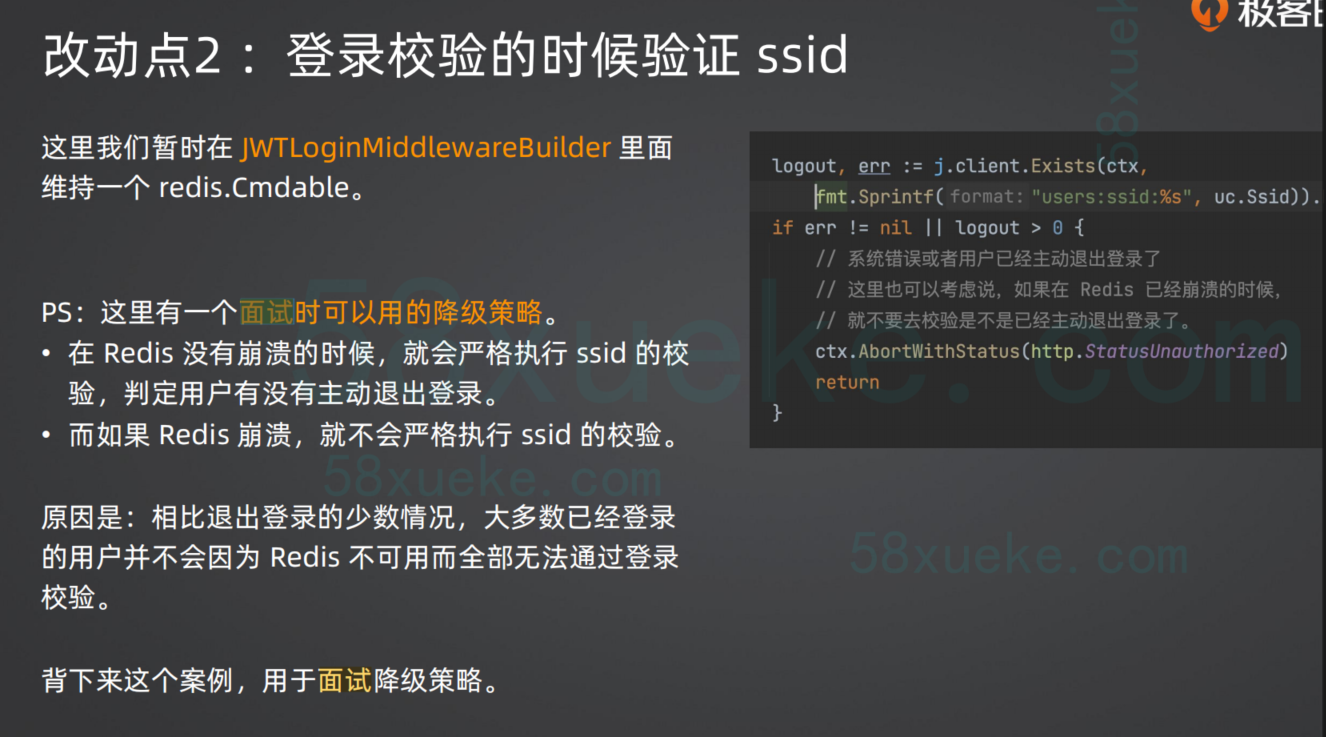 极客
改动点2 ：登录校验的时候验证 ssid
这里我们暂时在 JWTLoginMiddlewareBuilder 里面
维持一个 redis.Cmdable。
PS：这里有一个面试时可以用的降级策略。
• 在 Redis 没有崩溃的时候，就会严格执行 ssid 的校
验，判定用户有没有主动退出登录。
• 而如果 Redis 崩溃，就不会严格执行 ssid 的校验。
原因是：相比退出登录的少数情况，大多数已经登录
的用户并不会因为 Redis 不可用而全部无法通过登录
校验。
背下来这个案例，用于面试降级策略。
logout, err := j.client.Exists(ctx,
fmt.Sprintf( format: "users:ssid:%s", uc.Ssid)).
if err != nil || logout > 0 {
// 系统错误或者用户已经主动退出登录了
// 这里也可以考虑说，如果在 Redis 已经崩溃的时候，
// 就不要去校验是不是已经主动退出登录了。
ctx.AbortWithStatus(http.StatusUnauthorized)
return
}
58xuek
58xueke.com
58xueke.com
58xueke.com